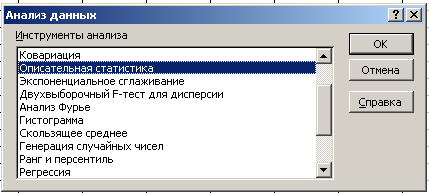 Анализ данных
Инструменты анализа
Ковариация
Описательная статистика
Экспоненциальное сглаживание
Двухвыборочный F-тест для дисперсии
Анализ Фурье
Гистограмма
Скользящее среднее
Генерация случайных чисел
Ранг и персентиль
Регрессия
OK
Отмена
Справка